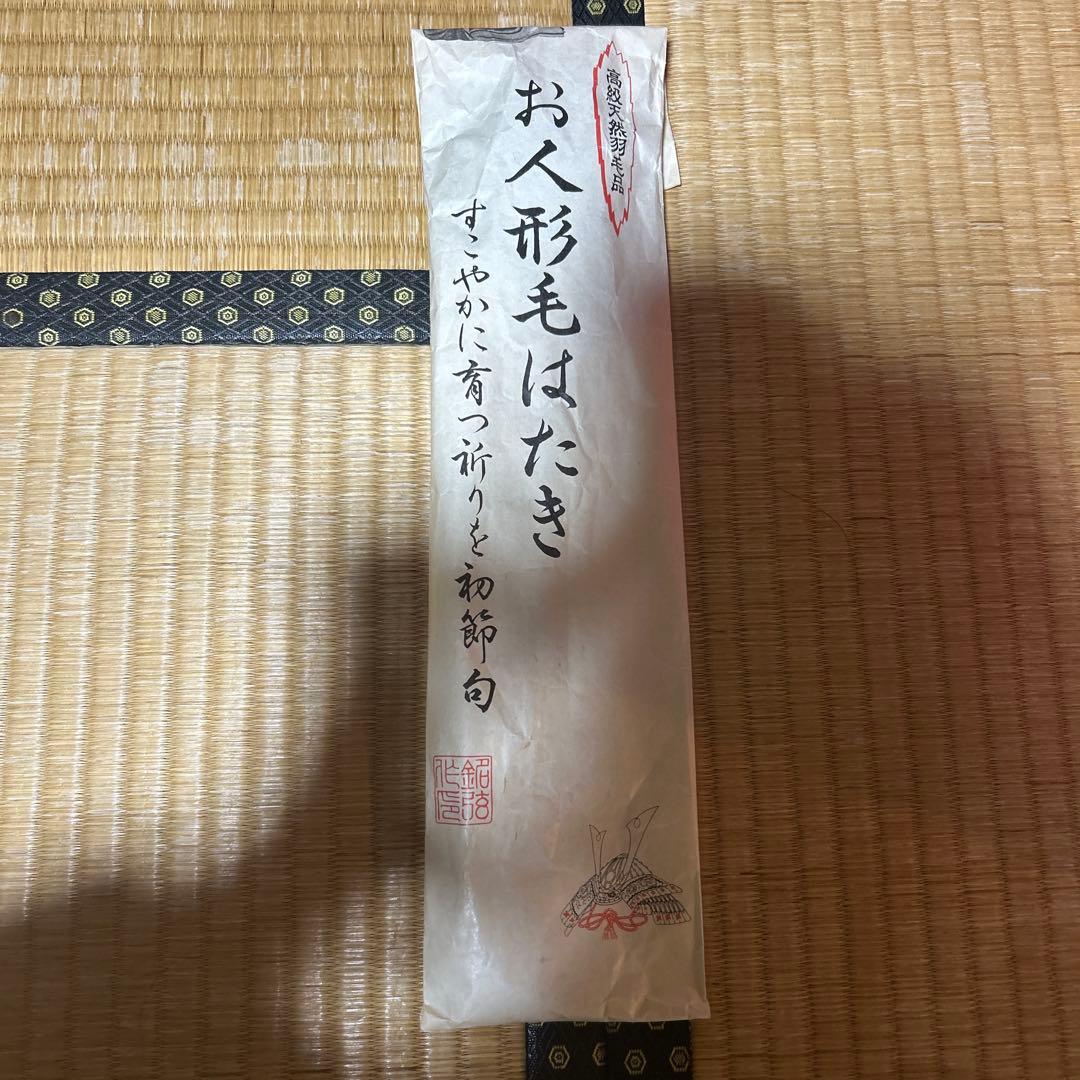 高級天然羽毛品
お人形毛はたき
すこやかに育つ祈りを初節句